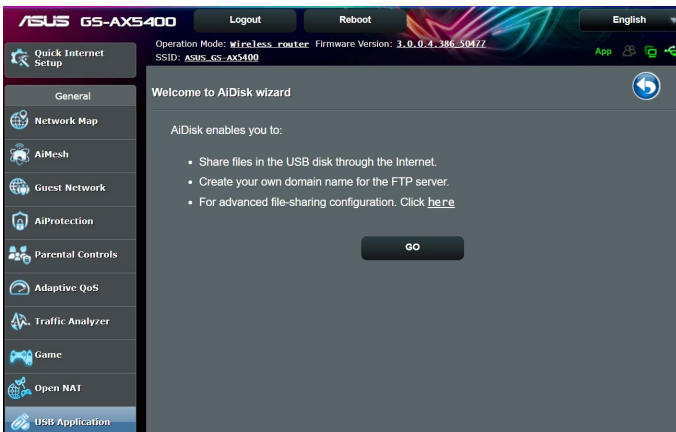 ASUS GS-AX5400 Logout Reboot English
Operation Mode: Wireless router Firmware Version: 3.0.0.4.386_50477
SSID: ASUS_GS-AX5400
App
Quick Internet
Setup
General
Network Map
AiMesh
Guest Network
AiProtection
Parental Controls
Adaptive QoS
Traffic Analyzer
Game
Open NAT
USB Application
Welcome to AiDisk wizard
AiDisk enables you to:
• Share files in the USB disk through the Internet.
• Create your own domain name for the FTP server.
• For advanced file-sharing configuration. Click here
GO